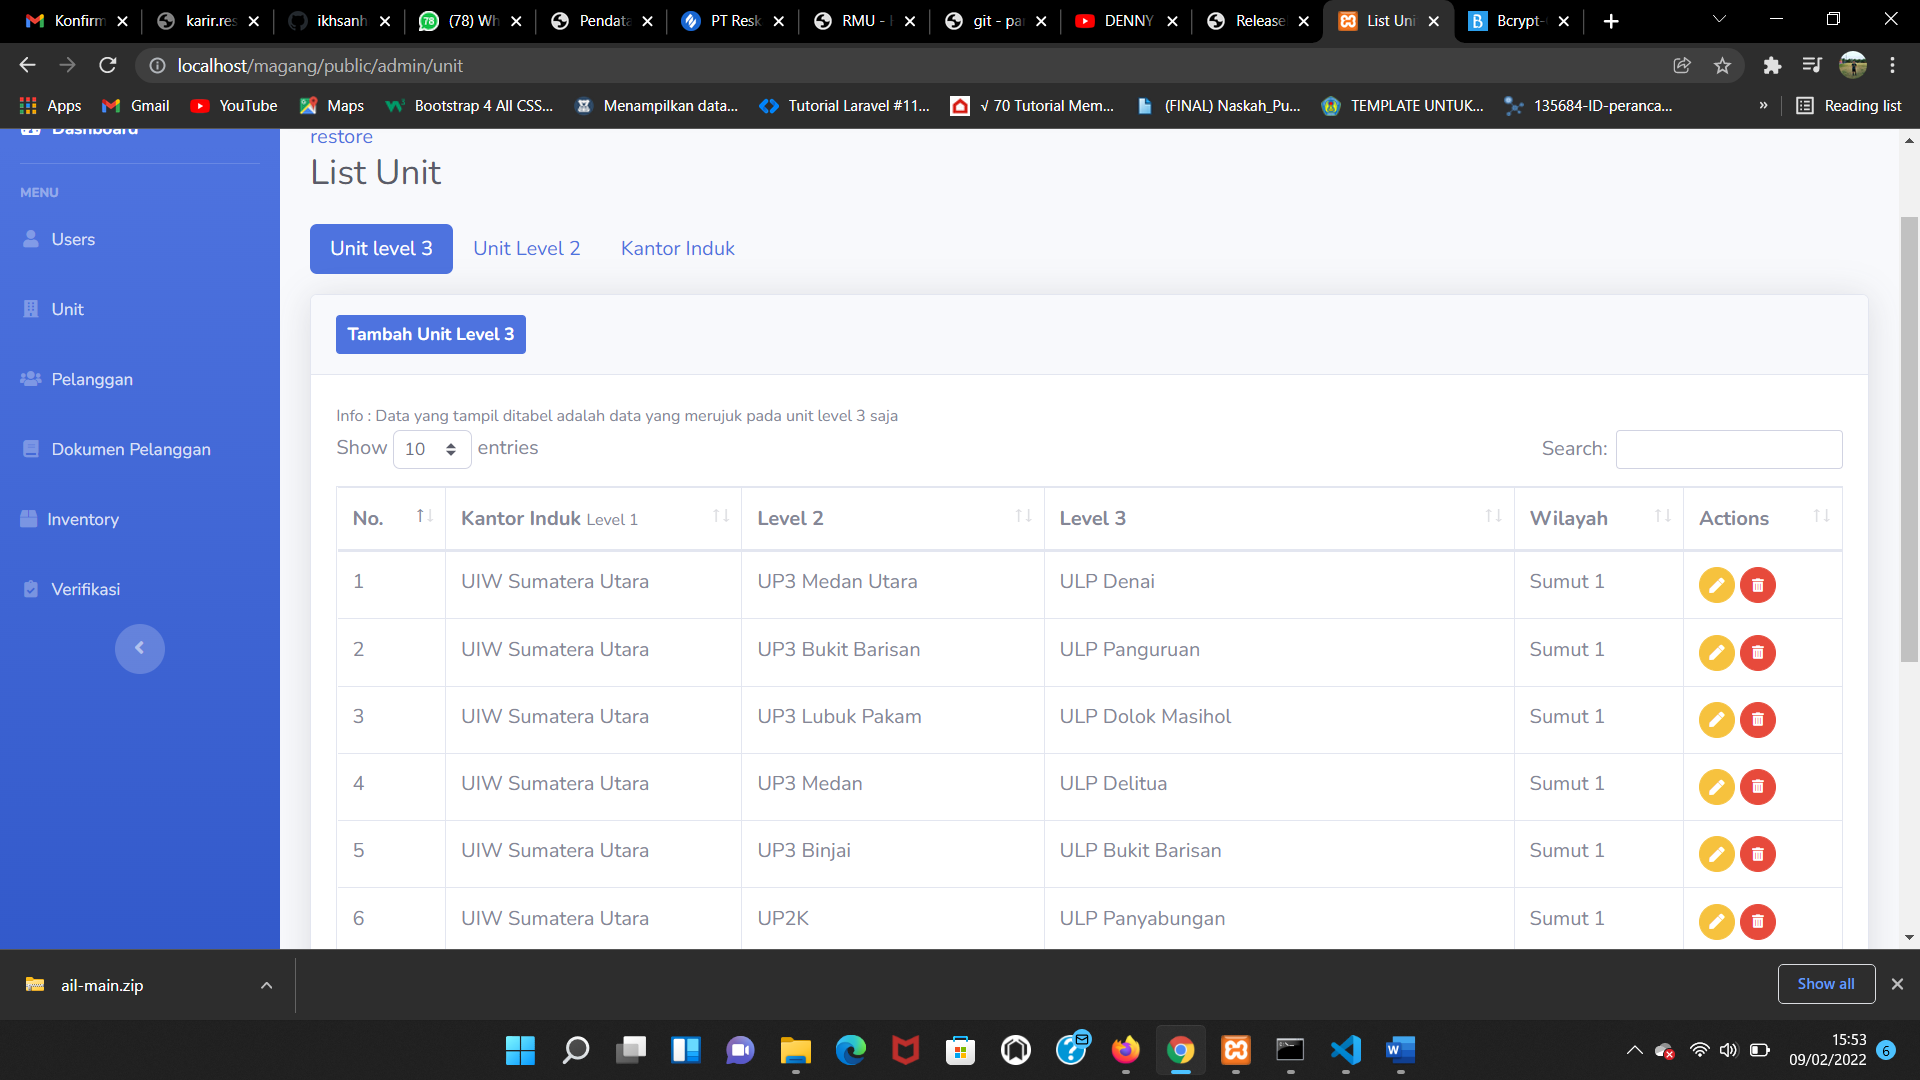 Konfirm
karir.res
ikhsanh
(78) Wh
Pendata
PT Resk
RMU -
git - pa
DENNY
Release
List Uni
Bcrypt-
localhost/magang/public/admin/unit
Apps
Gmail
YouTube
Maps
Bootstrap 4 All CSS...
Menampilkan data...
Tutorial Laravel #11...
√ 70 Tutorial Mem...
(FINAL) Naskah_Pu...
TEMPLATE UNTUK...
135684-ID-peranca...
»
Reading list
Dashboard
MENU
Users
Unit
Pelanggan
Dokumen Pelanggan
Inventory
Verifikasi
restore
List Unit
Unit level 3 Unit Level 2 Kantor Induk
Tambah Unit Level 3
Info : Data yang tampil ditabel adalah data yang merujuk pada unit level 3 saja
Show 10 entries Search:
No. Kantor Induk Level 1 Level 2 Level 3 Wilayah Actions
1 UIW Sumatera Utara UP3 Medan Utara ULP Denai Sumut 1
2 UIW Sumatera Utara UP3 Bukit Barisan ULP Panguruan Sumut 1
3 UIW Sumatera Utara UP3 Lubuk Pakam ULP Dolok Masihol Sumut 1
4 UIW Sumatera Utara UP3 Medan ULP Delitua Sumut 1
5 UIW Sumatera Utara UP3 Binjai ULP Bukit Barisan Sumut 1
6 UIW Sumatera Utara UP2K ULP Panyabungan Sumut 1
ail-main.zip
Show all
15:53
09/02/2022
6